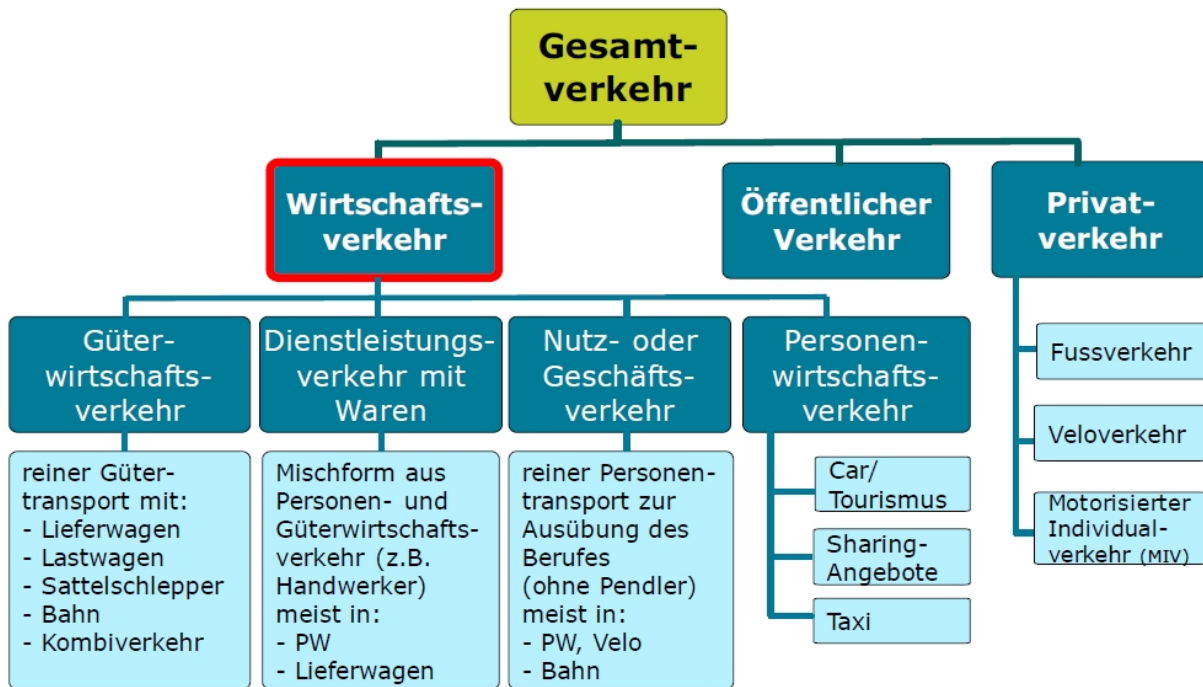 Gesamt-
verkehr
Wirtschafts-
verkehr
Öffentlicher
Verkehr
Privat-
verkehr
Güter-
wirtschafts-
verkehr
Dienstleistungs-
verkehr mit
Waren
Nutz- oder
Geschäfts-
verkehr
Personen-
wirtschafts-
verkehr
reiner Güter-
transport mit:
- Lieferwagen
- Lastwagen
- Sattelschlepper
- Bahn
- Kombiverkehr
Mischform aus
Personen- und
Güterwirtschafts-
verkehr (z.B.
Handwerker)
meist in:
- PW
- Lieferwagen
reiner Personen-
transport zur
Ausübung des
Berufes
(ohne Pendler)
meist in:
- PW, Velo
- Bahn
Car/
Tourismus
Sharing-
Angebote
Taxi
Fussverkehr
Veloverkehr
Motorisierter
Individual-
verkehr (MIV)